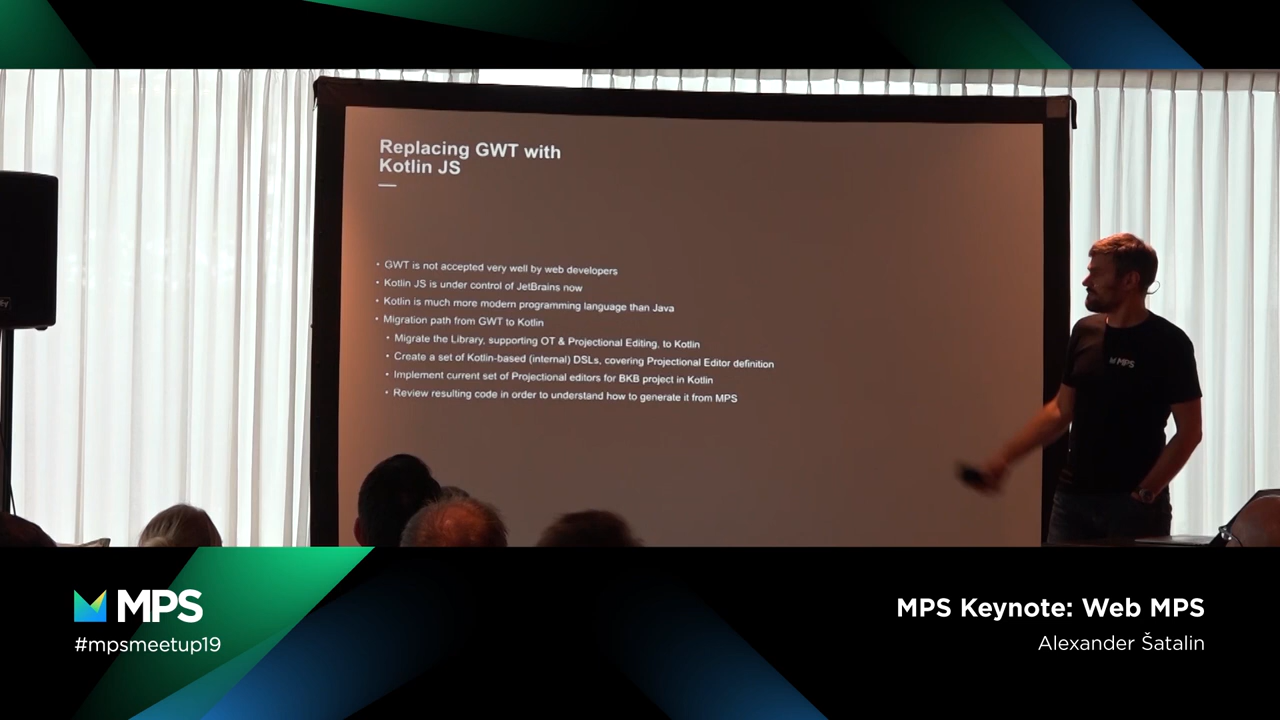 Replacing GWT with
Kotlin JS
• GWT is not accepted very well by web developers
• Kotlin JS is under control of JetBrains now
• Kotlin is much more modern programming language than Java
• Migration path from GWT to Kotlin
• Migrate the Library, supporting OT & Projectional Editing, to Kotlin
• Create a set of Kotlin-based (internal) DSLs, covering Projectional Editor definition
• Implement current set of Projectional editors for BKB project in Kotlin
• Review resulting code in order to understand how to generate it from MPS
MPS
MPS
#mpsmeetup19
MPS Keynote: Web MPS
Alexander Šatalin